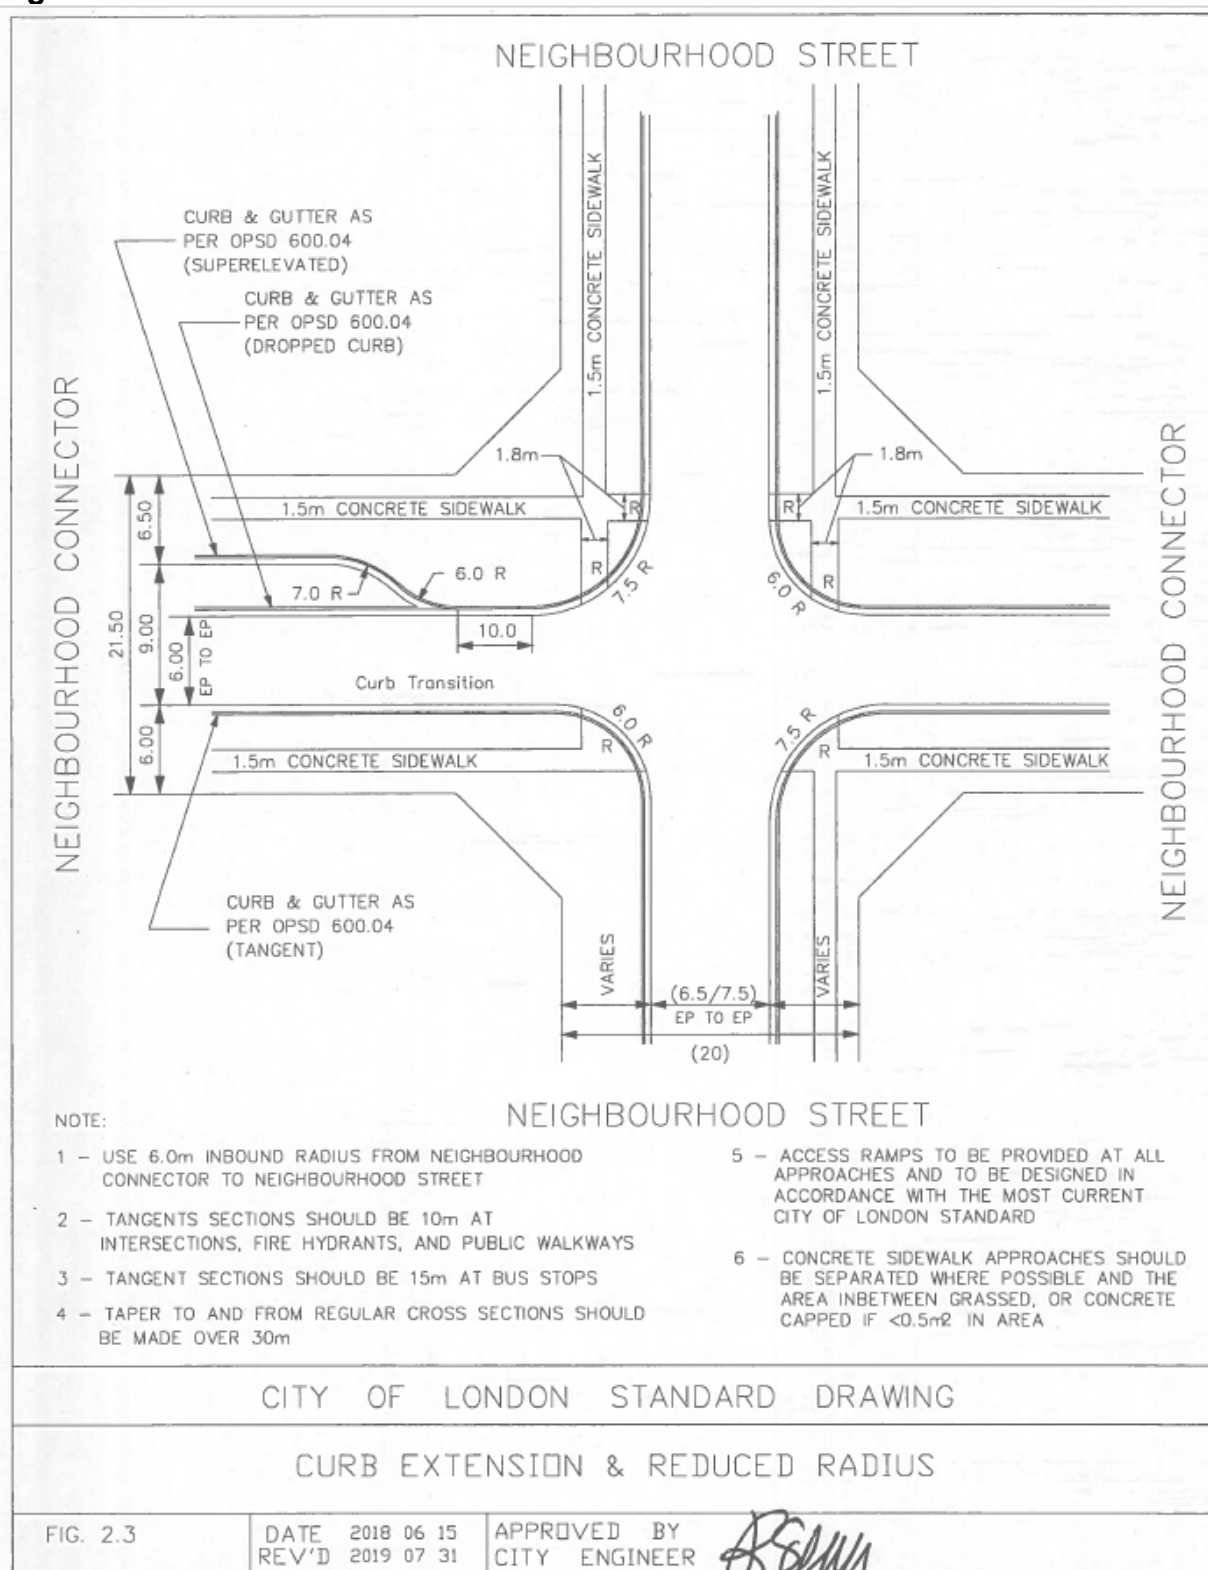 NEIGHBOURHOOD STREET
CURB & GUTTER AS
PER OPSD 600.04
(SUPERELEVATED)
CURB & GUTTER AS
PER OPSD 600.04
(DROPPED CURB)
1.5m CONCRETE SIDEWALK
1.5m CONCRETE SIDEWALK
NEIGHBOURHOOD CONNECTOR
NEIGHBOURHOOD CONNECTOR
1.8m
1.8m
1.5m CONCRETE SIDEWALK
R
R
1.5m CONCRETE SIDEWALK
6.50
7.0 R
6.0 R
R
7.5 R
6.0 R
R
21.50
9.00
6.00
EP TO EP
10.0
Curb Transition
6.00
6.0 R
R
7.5 R
R
1.5m CONCRETE SIDEWALK
1.5m CONCRETE SIDEWALK
CURB & GUTTER AS
PER OPSD 600.04
(TANGENT)
VARIES
(6.5/7.5)
EP TO EP
VARIES
(20)
NEIGHBOURHOOD STREET
NOTE:
1 – USE 6.0m INBOUND RADIUS FROM NEIGHBOURHOOD
CONNECTOR TO NEIGHBOURHOOD STREET
2 – TANGENTS SECTIONS SHOULD BE 10m AT
INTERSECTIONS, FIRE HYDRANTS, AND PUBLIC WALKWAYS
3 – TANGENT SECTIONS SHOULD BE 15m AT BUS STOPS
4 – TAPER TO AND FROM REGULAR CROSS SECTIONS SHOULD
BE MADE OVER 30m
5 – ACCESS RAMPS TO BE PROVIDED AT ALL
APPROACHES AND TO BE DESIGNED IN
ACCORDANCE WITH THE MOST CURRENT
CITY OF LONDON STANDARD
6 – CONCRETE SIDEWALK APPROACHES SHOULD
BE SEPARATED WHERE POSSIBLE AND THE
AREA INBETWEEN GRASSED, OR CONCRETE
CAPPED IF <0.5m2 IN AREA
CITY OF LONDON STANDARD DRAWING
CURB EXTENSION & REDUCED RADIUS
FIG. 2.3
DATE 2018 06 15
REV'D 2019 07 31
APPROVED BY
CITY ENGINEER